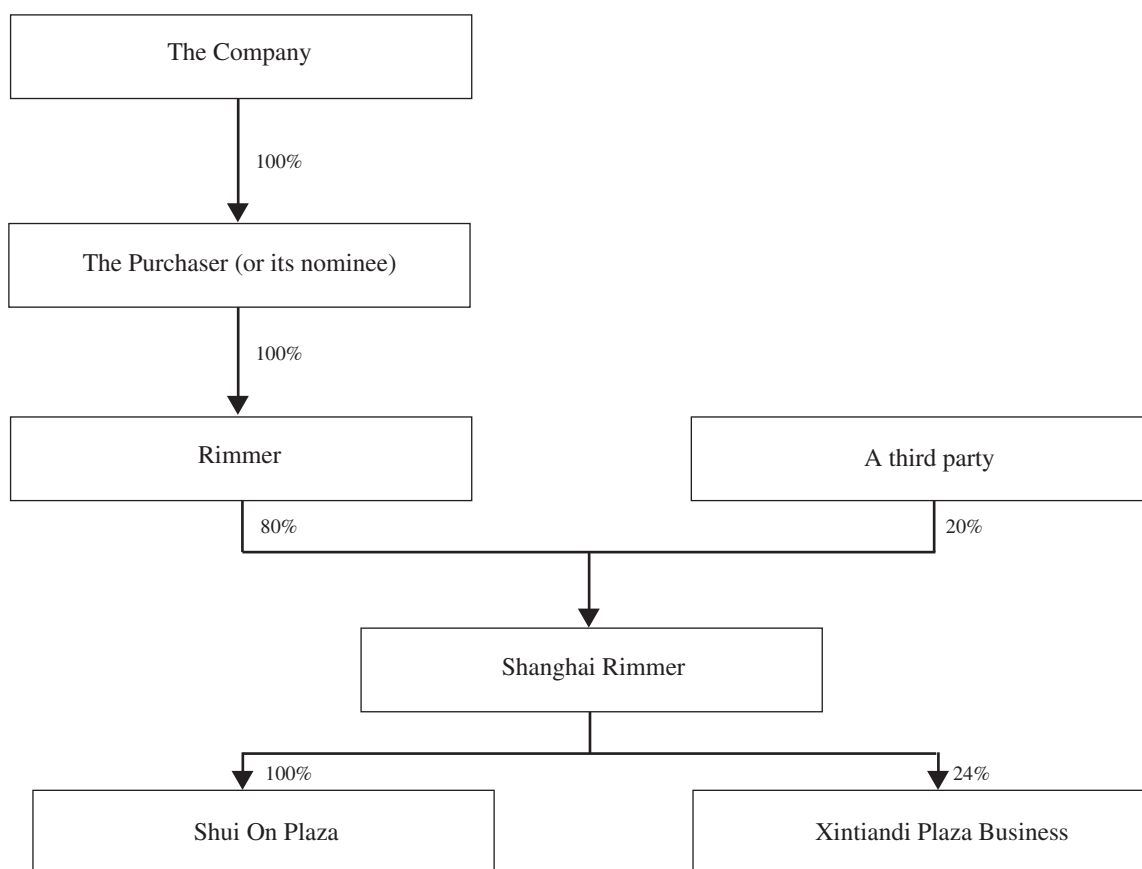 The Company
100%
The Purchaser (or its nominee)
100%
Rimmer
A third party
80%
20%
Shanghai Rimmer
100%
24%
Shui On Plaza
Xintiandi Plaza Business